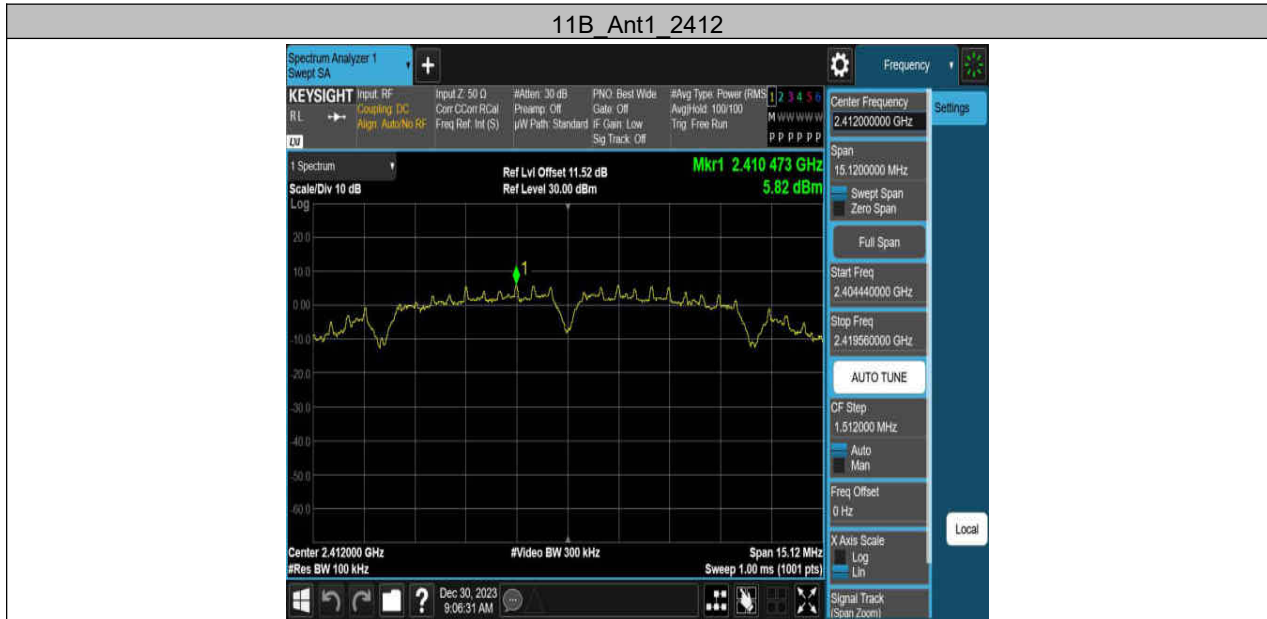 11B_Ant1_2412
Spectrum Analyzer 1
Swept SA
Frequency
KEYSIGHT
RL
LXI
Input: RF
Coupling: DC
Align: Auto/No RF
Input Z: 50 Ω
Corr CCorr RCal
Freq Ref: Int (S)
#Atten: 30 dB
Preamp: Off
µW Path: Standard
PNO: Best Wide
Gate: Off
IF Gain: Low
Sig Track: Off
#Avg Type: Power (RMS
Avg|Hold: 100/100
Trig: Free Run
1 2 3 4 5 6
M W W W W W
P P P P P P
1 Spectrum
Scale/Div 10 dB
Ref Lvl Offset 11.52 dB
Ref Level 30.00 dBm
Mkr1 2.410 473 GHz
5.82 dBm
Log
20.0
10.0
0.00
-10.0
-20.0
-30.0
-40.0
-50.0
-60.0
1
Center 2.412000 GHz
#Video BW 300 kHz
Span 15.12 MHz
#Res BW 100 kHz
Sweep 1.00 ms (1001 pts)
Dec 30, 2023
9:06:31 AM
Center Frequency
2.412000000 GHz
Settings
Span
15.1200000 MHz
Swept Span
Zero Span
Full Span
Start Freq
2.404440000 GHz
Stop Freq
2.419560000 GHz
AUTO TUNE
CF Step
1.512000 MHz
Auto
Man
Freq Offset
0 Hz
X Axis Scale
Log
Lin
Local
Signal Track
(Span Zoom)